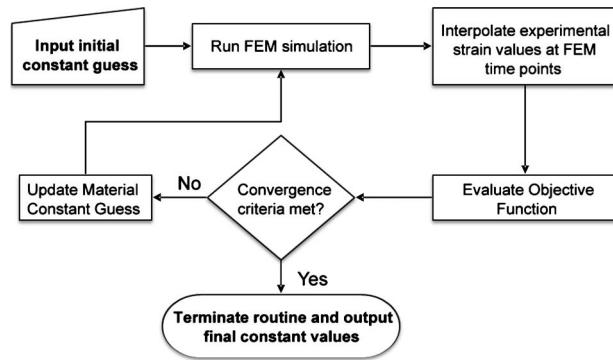 Input initial
constant guess
Run FEM simulation
Interpolate experimental
strain values at FEM
time points
Update Material
Constant Guess
No
Convergence
criteria met?
Evaluate Objective
Function
Yes
Terminate routine and output
final constant values